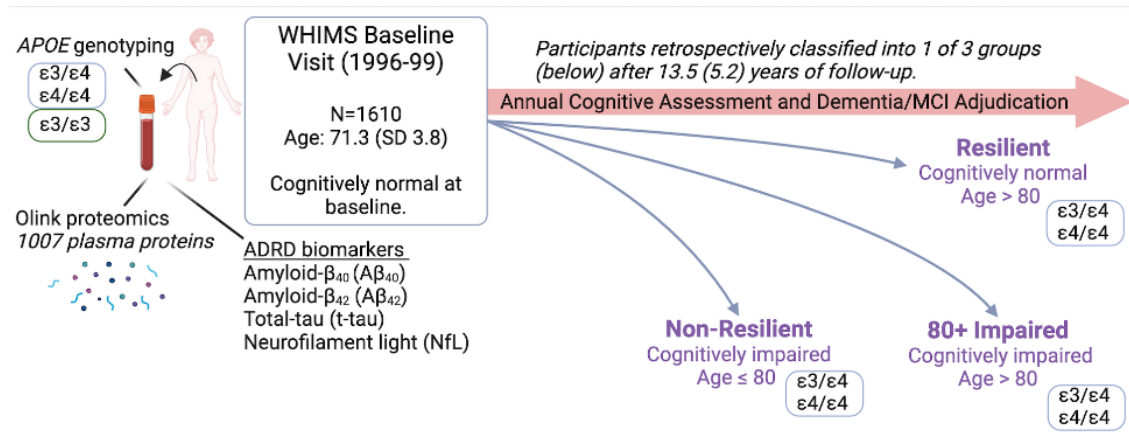 APOE genotyping
ε3/ε4
ε4/ε4
ε3/ε3
Olink proteomics
1007 plasma proteins
WHIMS Baseline
Visit (1996-99)
N=1610
Age: 71.3 (SD 3.8)
Cognitively normal at
baseline.
ADRD biomarkers
Amyloid-β₄₀ (Aβ₄₀)
Amyloid-β₄₂ (Aβ₄₂)
Total-tau (t-tau)
Neurofilament light (NfL)
Participants retrospectively classified into 1 of 3 groups
(below) after 13.5 (5.2) years of follow-up.
Annual Cognitive Assessment and Dementia/MCI Adjudication
Resilient
Cognitively normal
Age > 80
ε3/ε4
ε4/ε4
Non-Resilient
Cognitively impaired
Age ≤ 80
ε3/ε4
ε4/ε4
80+ Impaired
Cognitively impaired
Age > 80
ε3/ε4
ε4/ε4